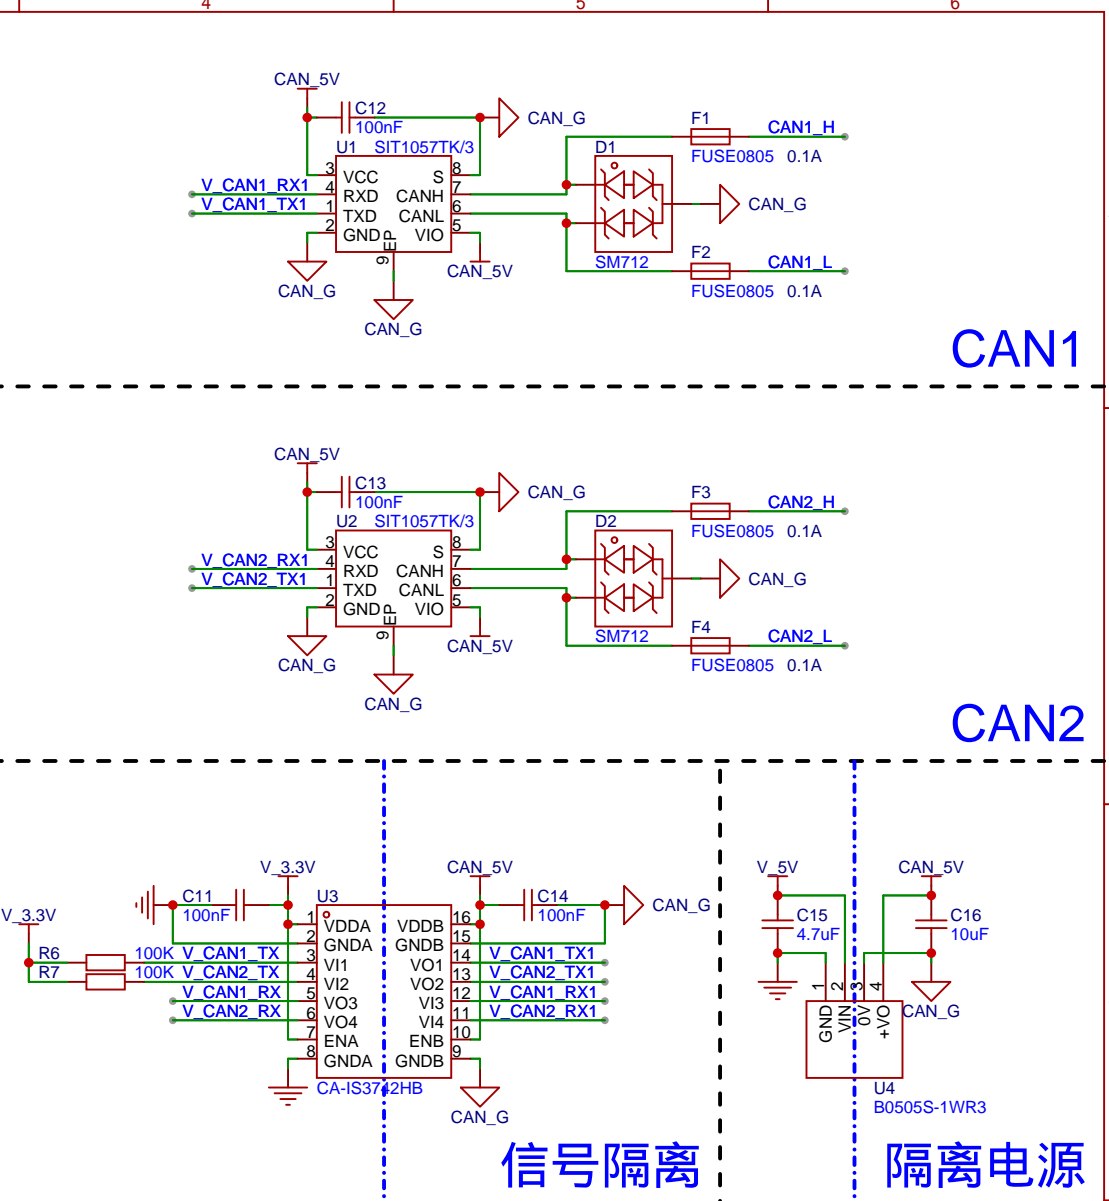 4 5 6
CAN_5V
C12
100nF
CAN_G
U1 SIT1057TK/3
3 VCC S 8
V_CAN1_RX1 4 RXD CANH 7
V_CAN1_TX1 1 TXD CANL 6
2 GND EP VIO 5
9
CAN_G
CAN_5V
CAN_G
D1
SM712
CAN_G
F1 CAN1_H
FUSE0805 0.1A
F2 CAN1_L
FUSE0805 0.1A
CAN1
CAN_5V
C13
100nF
CAN_G
U2 SIT1057TK/3
3 VCC S 8
V_CAN2_RX1 4 RXD CANH 7
V_CAN2_TX1 1 TXD CANL 6
2 GND EP VIO 5
9
CAN_G
CAN_5V
CAN_G
D2
SM712
CAN_G
F3 CAN2_H
FUSE0805 0.1A
F4 CAN2_L
FUSE0805 0.1A
CAN2
V_3.3V
V_3.3V
CAN_5V
C11
100nF
C14
100nF
CAN_G
U3
1 VDDA VDDB 16
2 GNDA GNDB 15
R6 100K V_CAN1_TX 3 VI1 VO1 14 V_CAN1_TX1
R7 100K V_CAN2_TX 4 VI2 VO2 13 V_CAN2_TX1
V_CAN1_RX 5 VO3 VI3 12 V_CAN1_RX1
V_CAN2_RX 6 VO4 VI4 11 V_CAN2_RX1
7 ENA ENB 10
8 GNDA GNDB 9
CA-IS3742HB
CAN_G
信号隔离
V_5V
CAN_5V
C15
4.7uF
C16
10uF
1 2 3 4
GND VIN 0V +VO
CAN_G
U4
B0505S-1WR3
隔离电源